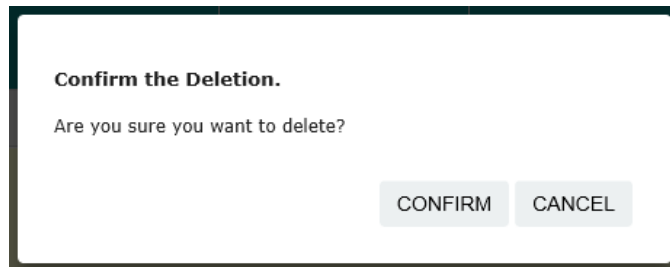 Confirm the Deletion.
Are you sure you want to delete?
CONFIRM CANCEL